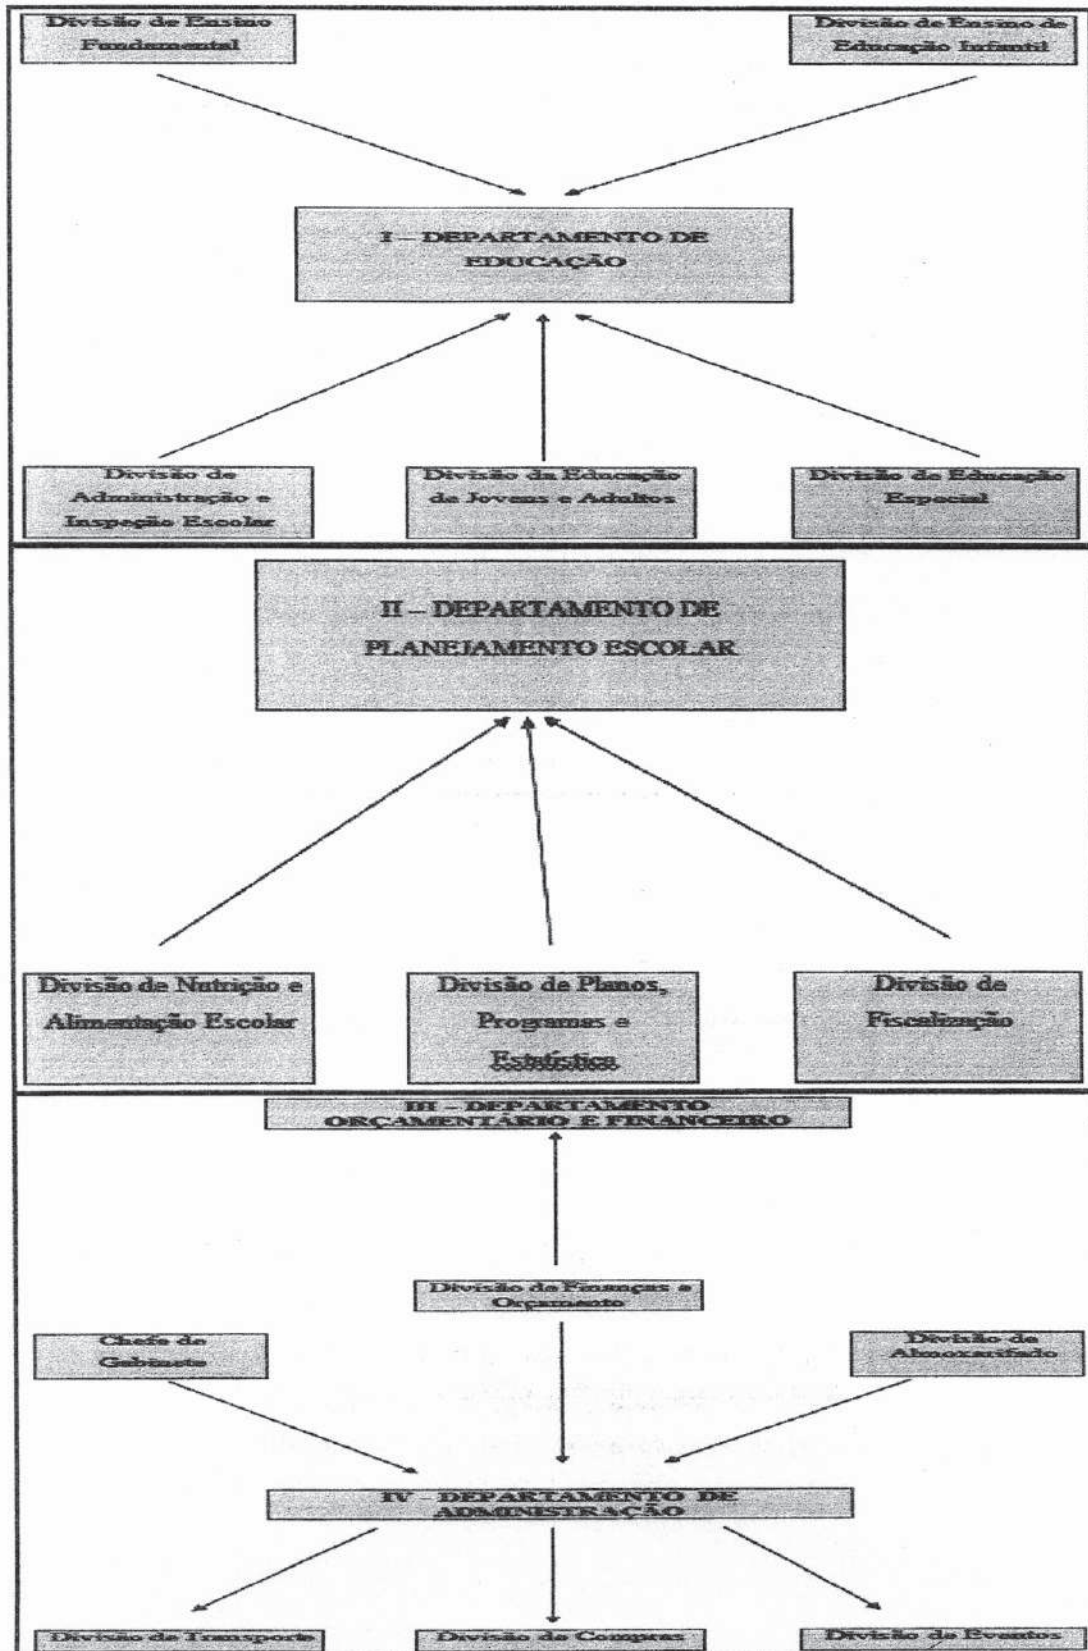 Divisão de Ensino
Fundamental
Divisão de Ensino de
Educação Infantil
I – DEPARTAMENTO DE
EDUCAÇÃO
Divisão de
Administração e
Inspeção Escolar
Divisão da Educação
de Jovens e Adultos
Divisão de Educação
Especial
II – DEPARTAMENTO DE
PLANEJAMENTO ESCOLAR
Divisão de Nutrição e
Alimentação Escolar
Divisão de Planos,
Programas e
Estatística
Divisão de
Fiscalização
III – DEPARTAMENTO
ORÇAMENTÁRIO E FINANCEIRO
Divisão de Finanças e
Orçamento
Chefe de
Gabinete
Divisão de
Almoxarifado
IV – DEPARTAMENTO DE
ADMINISTRAÇÃO
Divisão de Transporte
Divisão de Compras
Divisão de Eventos